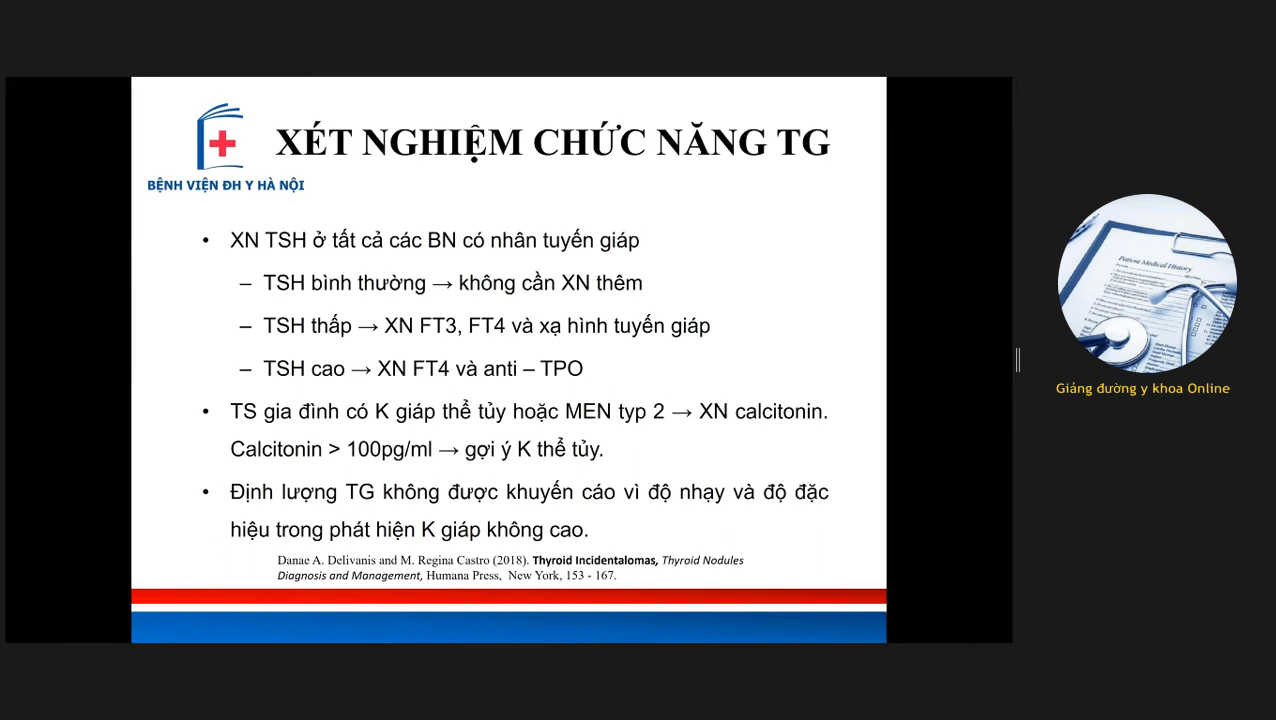 XÉT NGHIỆM CHỨC NĂNG TG
BỆNH VIỆN ĐH Y HÀ NỘI
• XN TSH ở tất cả các BN có nhân tuyến giáp
– TSH bình thường → không cần XN thêm
– TSH thấp → XN FT3, FT4 và xạ hình tuyến giáp
– TSH cao → XN FT4 và anti – TPO
• TS gia đình có K giáp thể tủy hoặc MEN typ 2 → XN calcitonin.
Calcitonin > 100pg/ml → gợi ý K thể tủy.
• Định lượng TG không được khuyến cáo vì độ nhạy và độ đặc
hiệu trong phát hiện K giáp không cao.
Danae A. Delivanis and M. Regina Castro (2018). Thyroid Incidentalomas, Thyroid Nodules
Diagnosis and Management, Humana Press, New York, 153 - 167.
Patient Medical History
Giảng đường y khoa Online